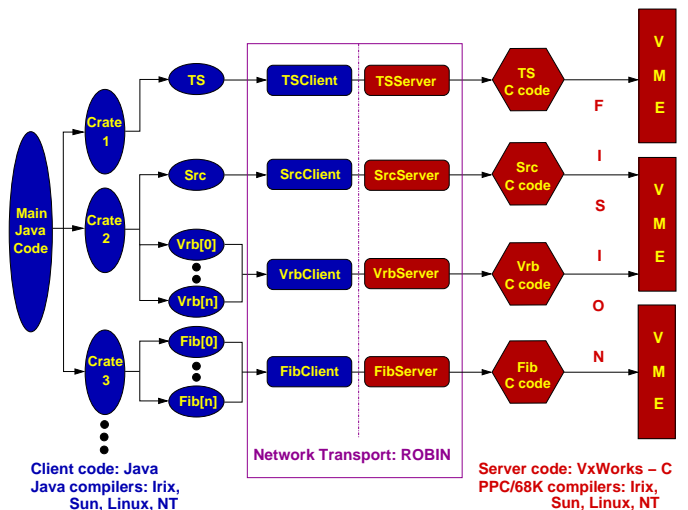 Main
Java
Code
Crate
1
Crate
2
Crate
3
TS
Src
Vrb[0]
Vrb[n]
Fib[0]
Fib[n]
TSClient
TSServer
SrcClient
SrcServer
VrbClient
VrbServer
FibClient
FibServer
Network Transport: ROBIN
TS
C code
Src
C code
Vrb
C code
Fib
C code
F
I
S
I
O
N
V
M
E
V
M
E
V
M
E
Client code: Java
Java compilers: Irix,
Sun, Linux, NT
Server code: VxWorks – C
PPC/68K compilers: Irix,
Sun, Linux, NT